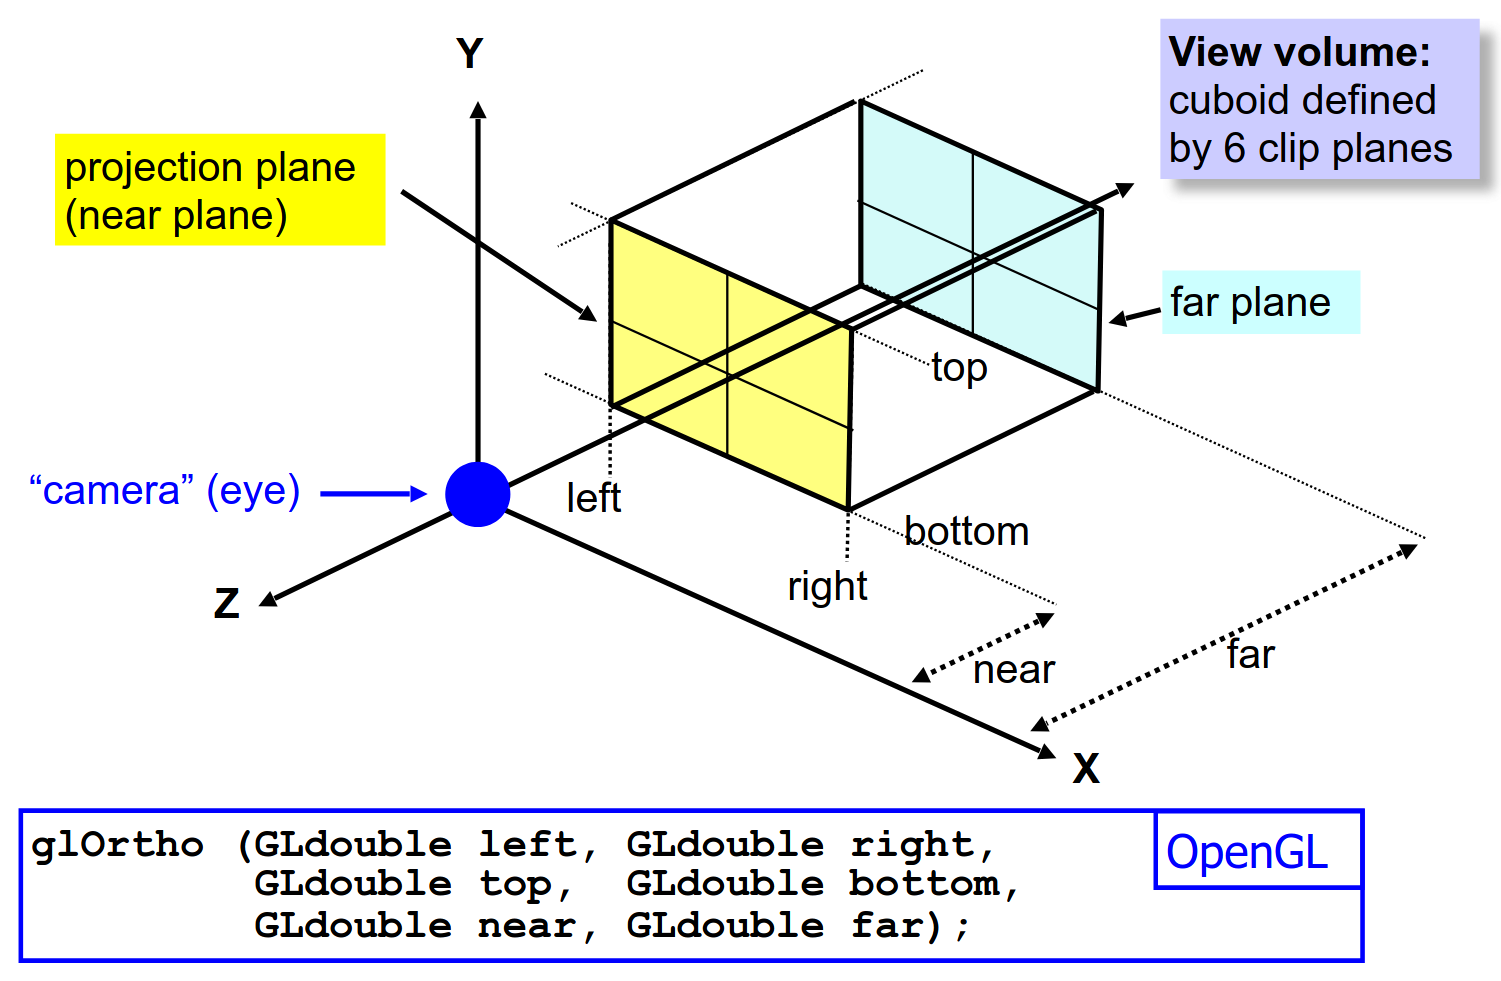 Y
View volume:
cuboid defined
by 6 clip planes
projection plane
(near plane)
far plane
top
“camera” (eye)
left
bottom
right
Z
near
far
X
glOrtho (GLdouble left, GLdouble right,
GLdouble top, GLdouble bottom,
GLdouble near, GLdouble far);
OpenGL